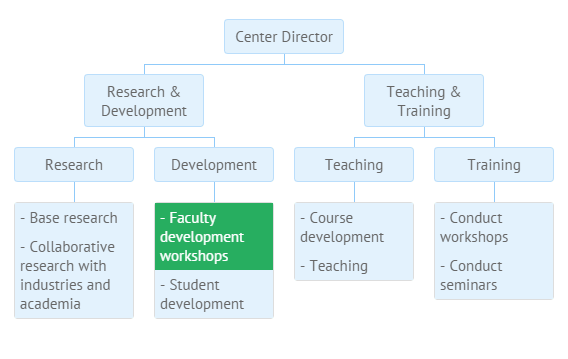 Center Director
Research &
Development
Teaching &
Training
Research
Development
Teaching
Training
- Base research
- Collaborative
research with
industries and
academia
- Faculty
development
workshops
- Student
development
- Course
development
- Teaching
- Conduct
workshops
- Conduct
seminars